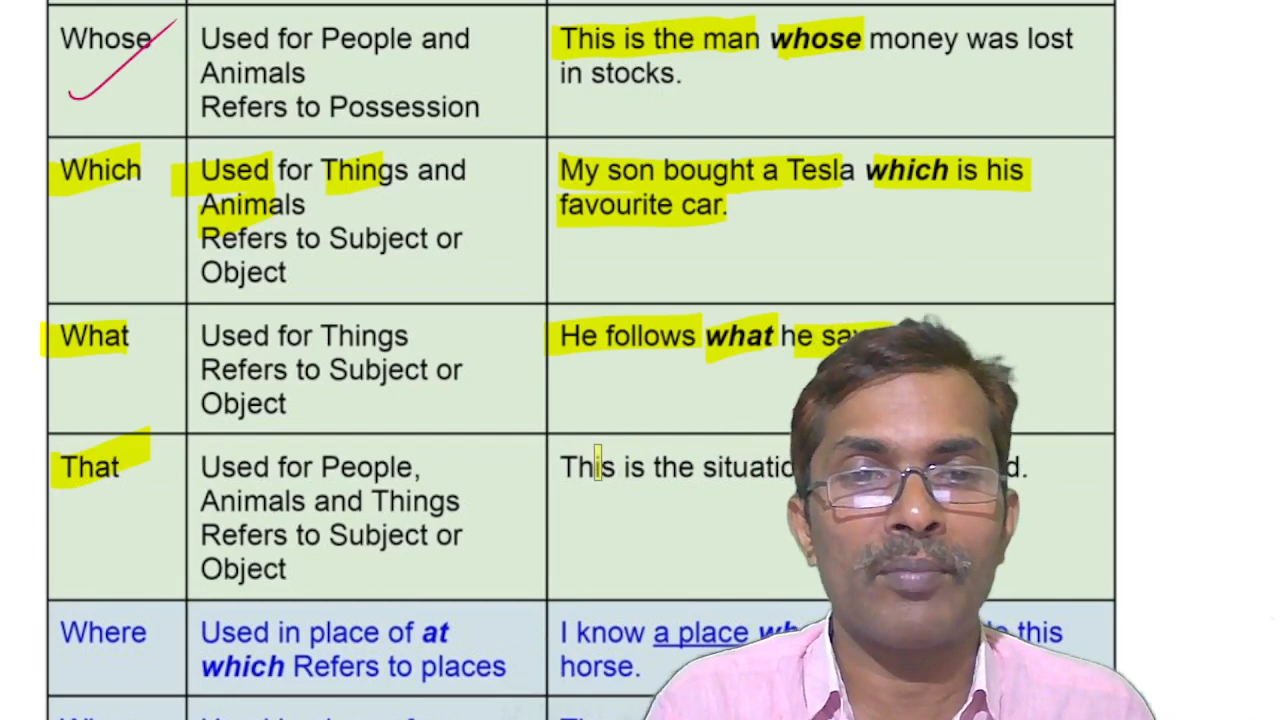 Whose
Used for People and
Animals
Refers to Possession
This is the man whose money was lost
in stocks.
Which
Used for Things and
Animals
Refers to Subject or
Object
My son bought a Tesla which is his
favourite car.
What
Used for Things
Refers to Subject or
Object
He follows what he
That
Used for People,
Animals and Things
Refers to Subject or
Object
This is the
Where
Used in place of at
which Refers to places
I know a place this
horse.